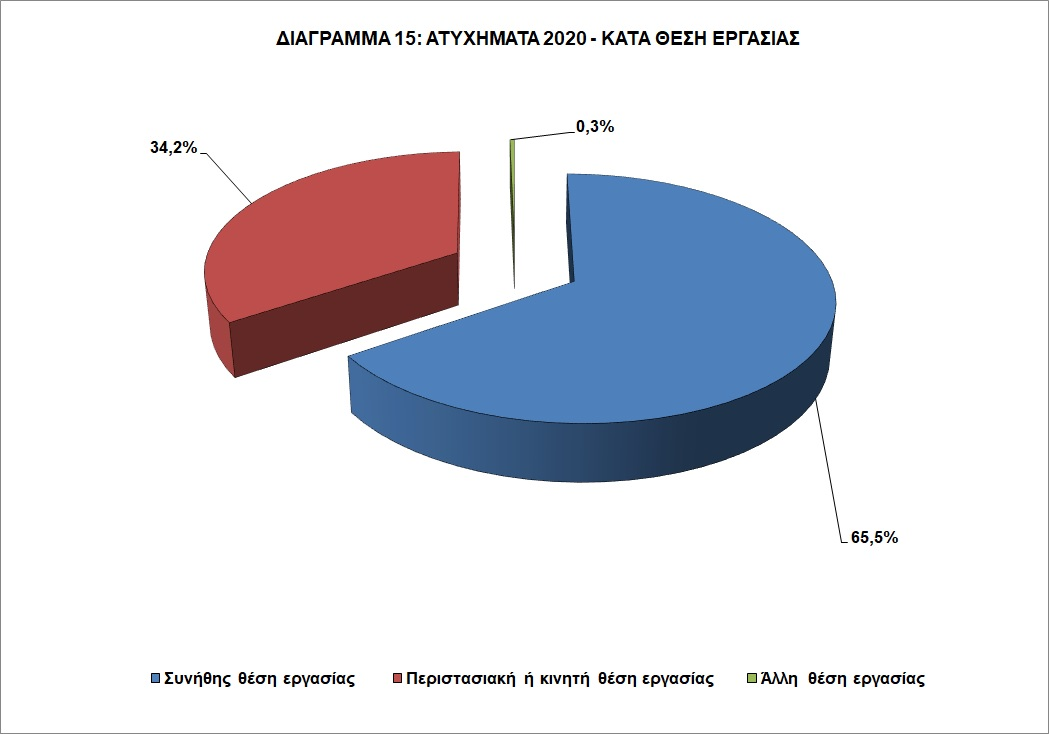 ΔΙΑΓΡΑΜΜΑ 15: ΑΤΥΧΗΜΑΤΑ 2020 - ΚΑΤΑ ΘΕΣΗ ΕΡΓΑΣΙΑΣ
0,3%
34,2%
65,5%
Συνήθης θέση εργασίας
Περιστασιακή ή κινητή θέση εργασίας
Άλλη θέση εργασίας